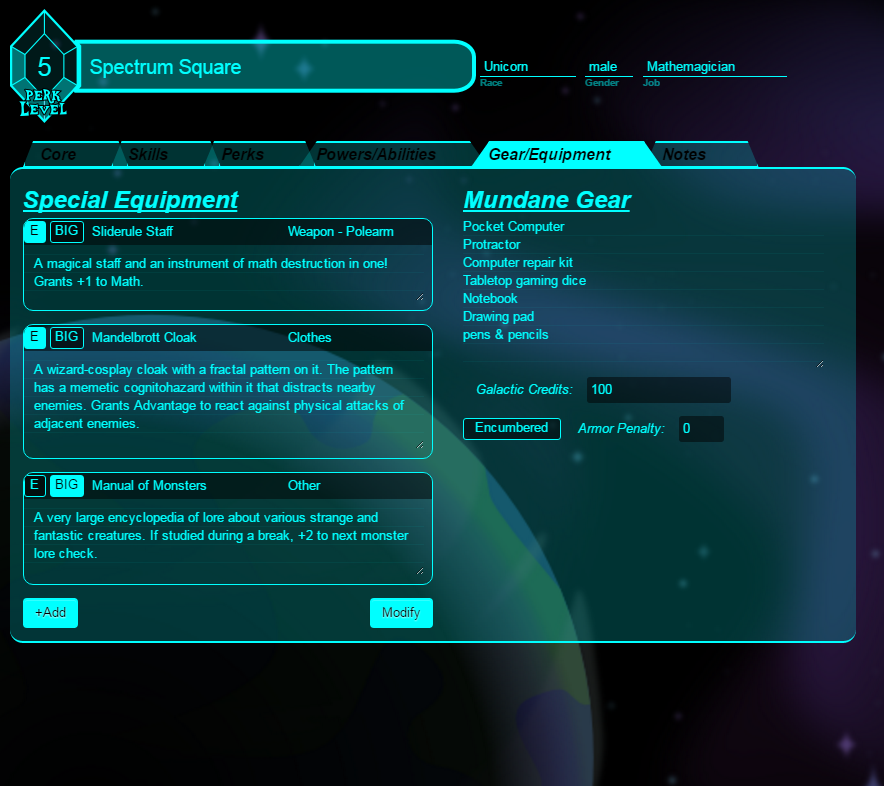 5
PERK
LEVEL
Spectrum Square
Unicorn
male
Mathemagician
Race
Gender
Job
Core
Skills
Perks
Powers/Abilities
Gear/Equipment
Notes
Special Equipment
E BIG Sliderule Staff Weapon - Polearm
A magical staff and an instrument of math destruction in one!
Grants +1 to Math.
E BIG Mandelbrott Cloak Clothes
A wizard-cosplay cloak with a fractal pattern on it. The pattern
has a memetic cognitohazard within it that distracts nearby
enemies. Grants Advantage to react against physical attacks of
adjacent enemies.
E BIG Manual of Monsters Other
A very large encyclopedia of lore about various strange and
fantastic creatures. If studied during a break, +2 to next monster
lore check.
+Add
Modify
Mundane Gear
Pocket Computer
Protractor
Computer repair kit
Tabletop gaming dice
Notebook
Drawing pad
pens & pencils
Galactic Credits: 100
Encumbered Armor Penalty: 0